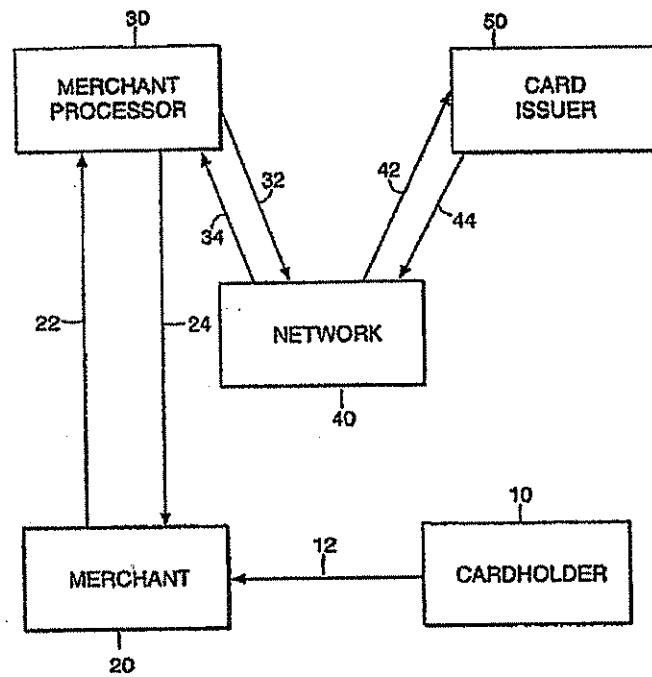 30
MERCHANT
PROCESSOR
50
CARD
ISSUER
32
34
42
44
22
24
NETWORK
40
10
12
MERCHANT
CARDHOLDER
20